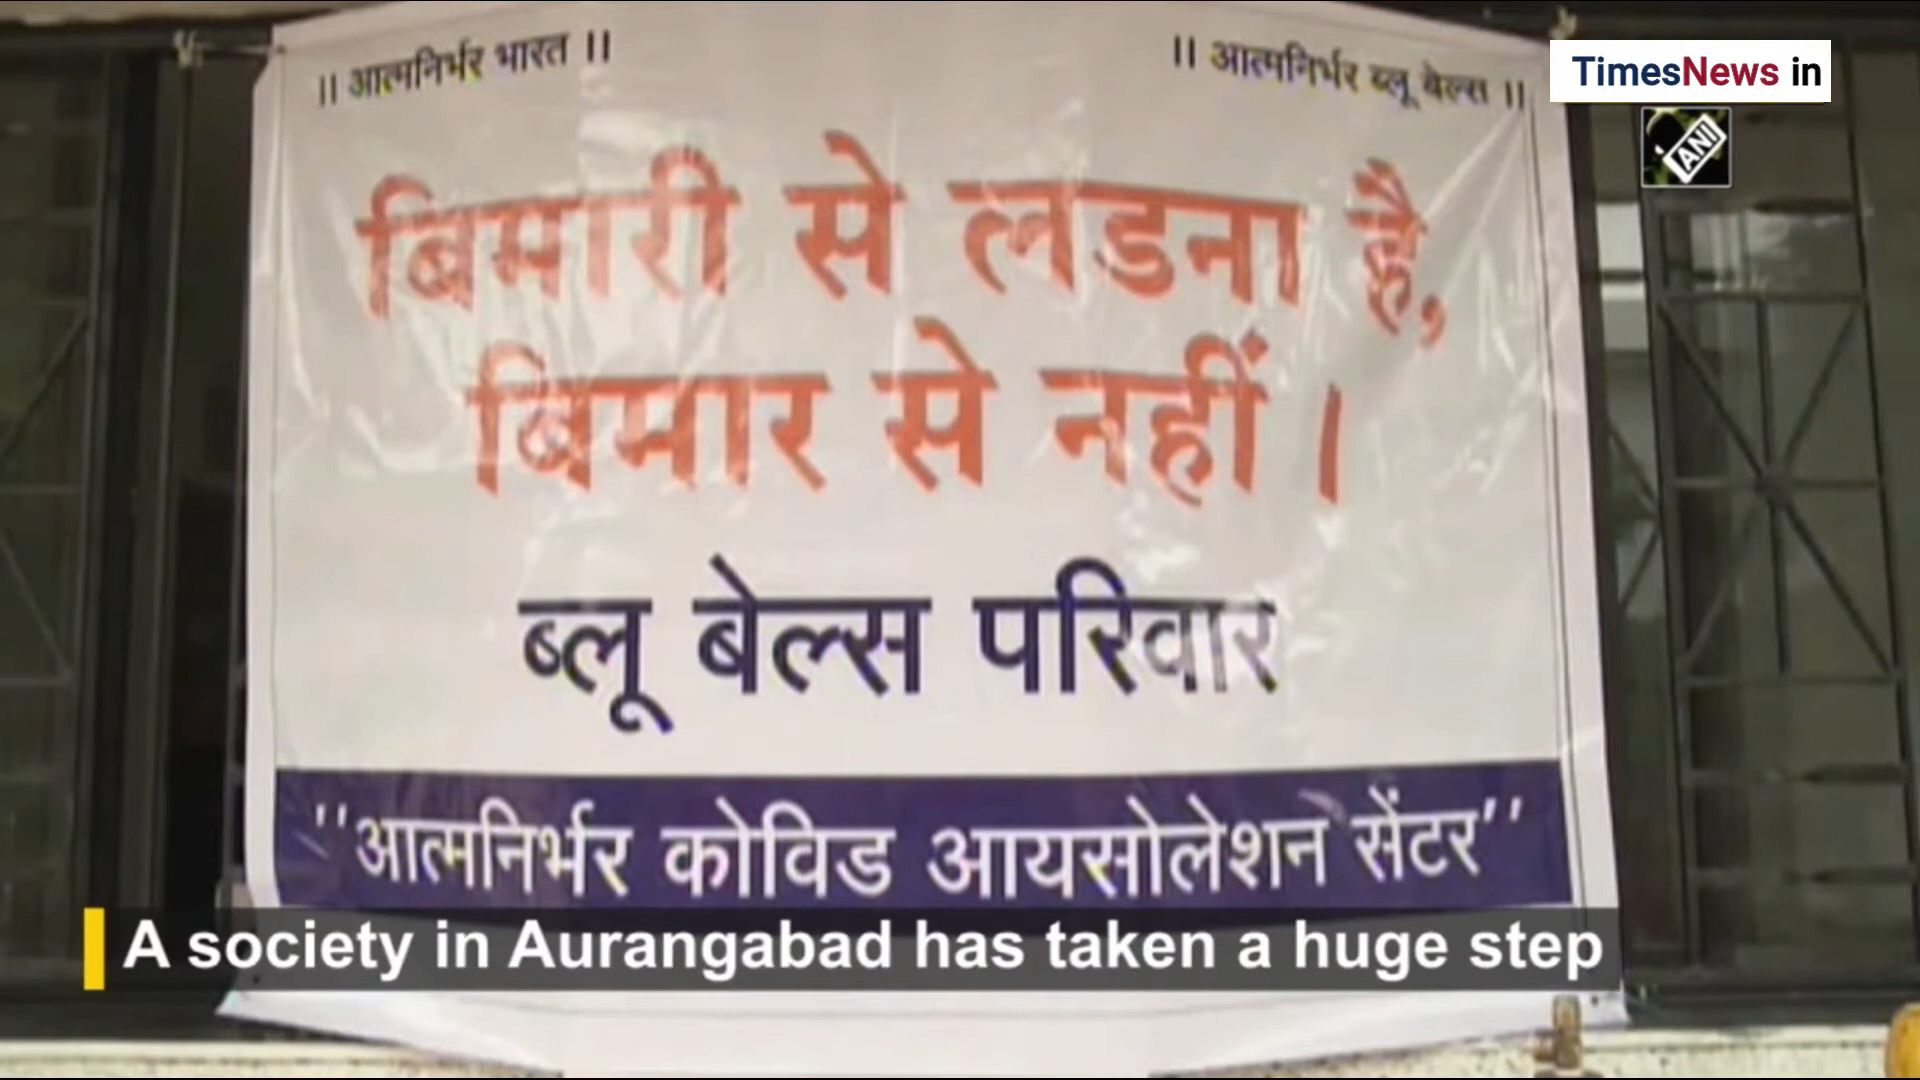 ॥ आत्मनिर्भर भारत ॥
॥ आत्मनिर्भर ब्लू बेल्स ॥
TimesNews in
ANI
बिमारी से लडना है,
बिमार से नहीं ।
ब्लू बेल्स परिवार
''आत्मनिर्भर कोविड आयसोलेशन सेंटर''
A society in Aurangabad has taken a huge step